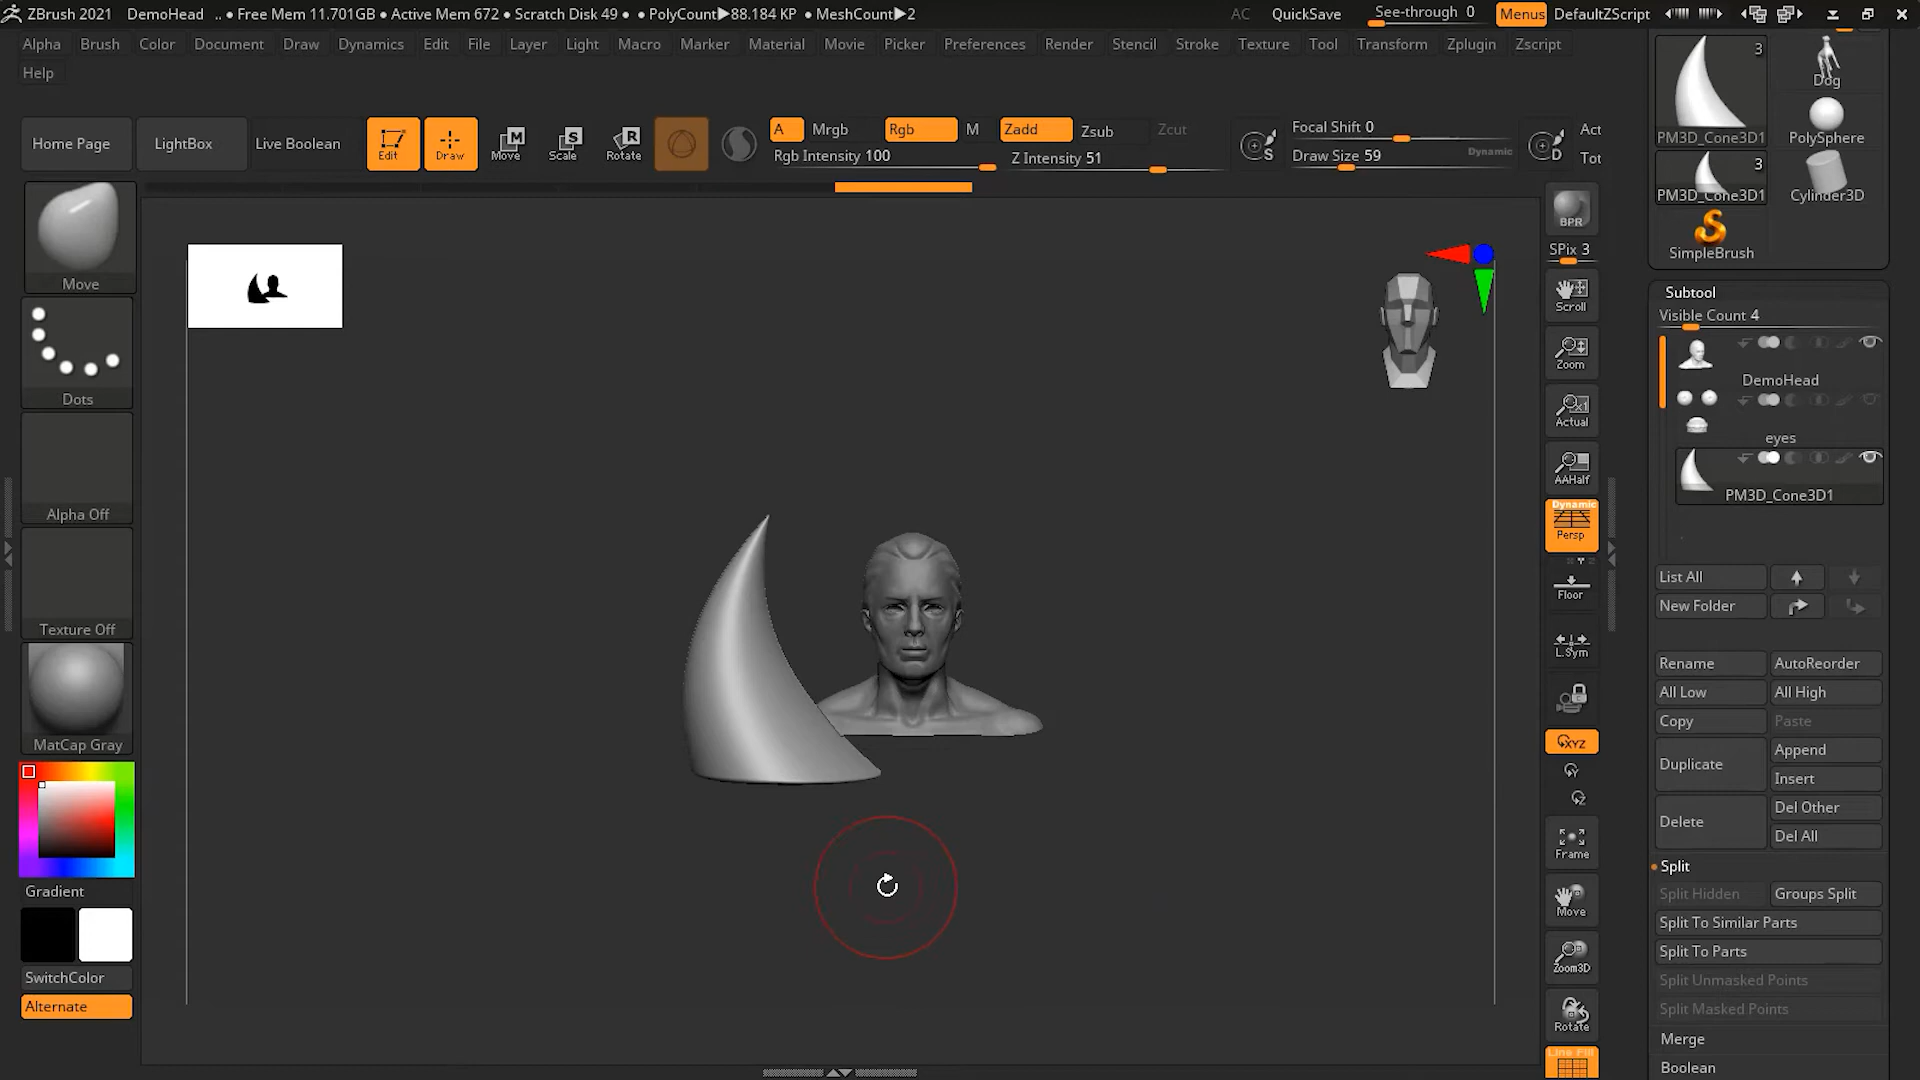 ZBrush 2021 DemoHead .. ● Free Mem 11.701GB ● Active Mem 672 ● Scratch Disk 49 ● ● PolyCount▶88.184 KP ● MeshCount▶2 AC QuickSave See-through 0 Menus DefaultZScript
Alpha Brush Color Document Draw Dynamics Edit File Layer Light Macro Marker Material Movie Picker Preferences Render Stencil Stroke Texture Tool Transform Zplugin Zscript
Help
Home Page LightBox Live Boolean Edit Draw Move Scale Rotate
M S R
A Mrgb Rgb M Zadd Zsub Zcut
Rgb Intensity 100 Z Intensity 51
S Focal Shift 0
Draw Size 59 Dynamic
D Act
Tot
Move
Dots
Alpha Off
Texture Off
MatCap Gray
Gradient
SwitchColor
Alternate
BPR
SPix 3
Scroll
Zoom
Actual
AAHalf
Dynamic
Persp
Floor
L.Sym
XYZ
Y
Z
Frame
Move
Zoom3D
Rotate
Line Fill
3
PM3D_Cone3D1
Dog
PolySphere
3
PM3D_Cone3D1
Cylinder3D
S
SimpleBrush
Subtool
Visible Count 4
DemoHead
eyes
PM3D_Cone3D1
List All
New Folder
Rename AutoReorder
All Low All High
Copy Paste
Duplicate Append
Insert
Delete Del Other
Del All
Split
Split Hidden Groups Split
Split To Similar Parts
Split To Parts
Split Unmasked Points
Split Masked Points
Merge
Boolean